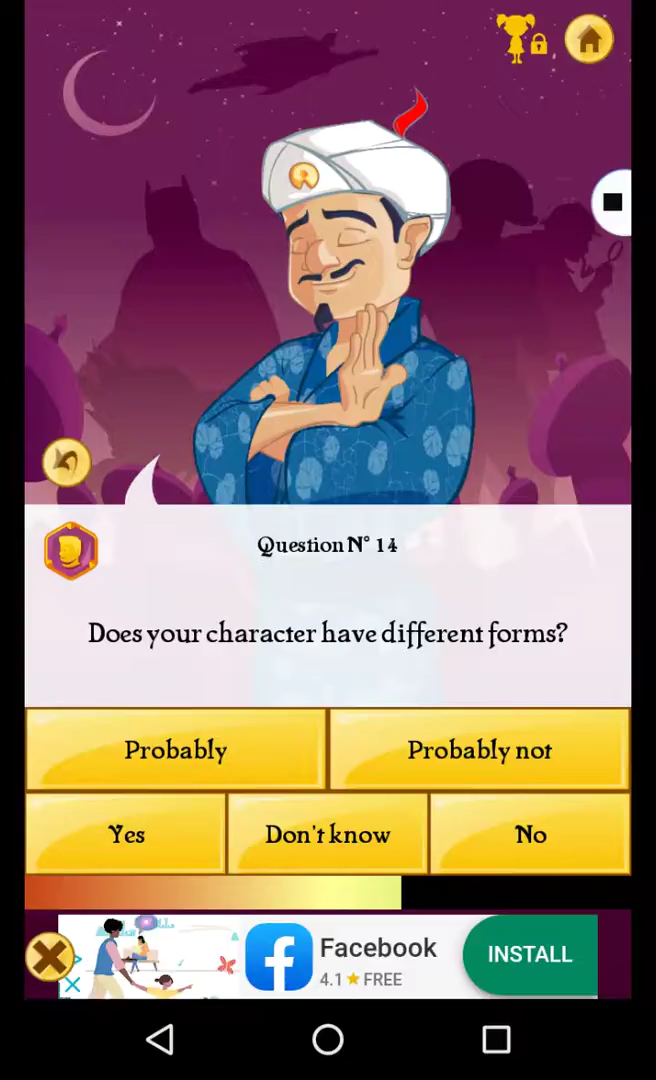 Question N° 14
Does your character have different forms?
Probably
Probably not
Yes
Don't know
No
Facebook
4.1★ FREE
INSTALL